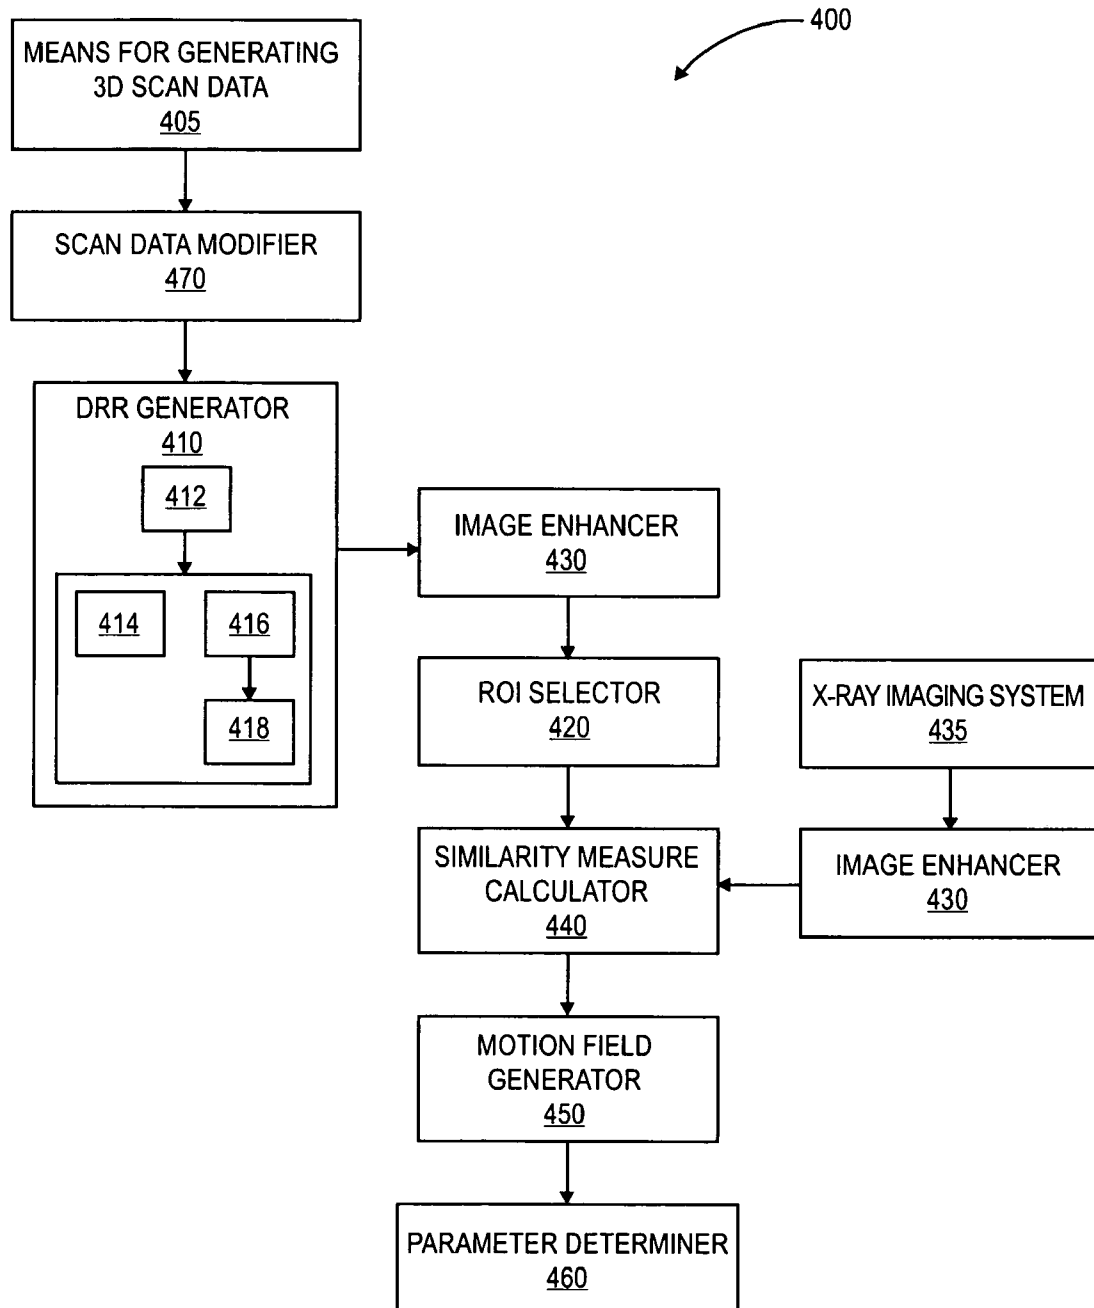 400
MEANS FOR GENERATING
3D SCAN DATA
405
SCAN DATA MODIFIER
470
DRR GENERATOR
410
412
414
416
418
IMAGE ENHANCER
430
ROI SELECTOR
420
X-RAY IMAGING SYSTEM
435
SIMILARITY MEASURE
CALCULATOR
440
IMAGE ENHANCER
430
MOTION FIELD
GENERATOR
450
PARAMETER DETERMINER
460